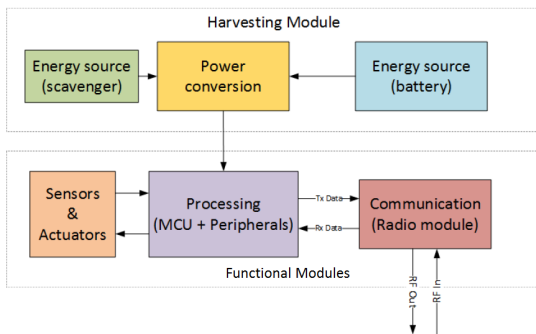 Harvesting Module
Energy source
(scavenger)
Power
conversion
Energy source
(battery)
Sensors
&
Actuators
Processing
(MCU + Peripherals)
Tx Data
Rx Data
Communication
(Radio module)
Functional Modules
RF Out
RF In